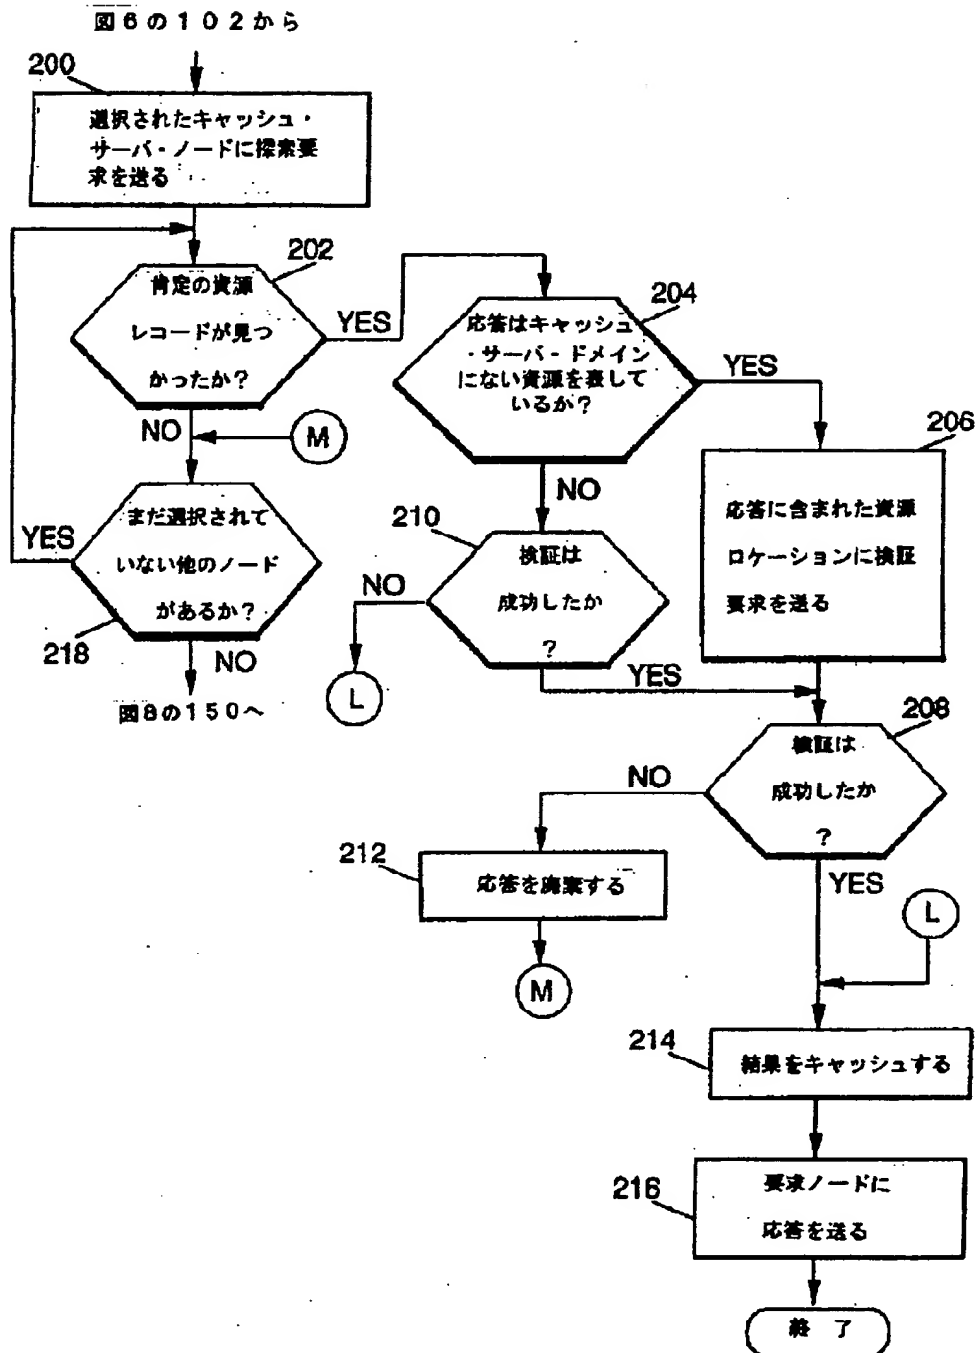 図6の102から
200
選択されたキャッシュ・
サーバ・ノードに探索要
求を送る
202
肯定の資源
レコードが見つ
かったか?
YES
204
応答はキャッシュ
・サーバ・ドメイン
にない資源を表して
いるか?
YES
206
応答に含まれた資源
ロケーションに検証
要求を送る
NO
M
まだ選択されて
いない他のノード
があるか?
YES
218
NO
図8の150へ
NO
210
検証は
成功したか
?
NO
L
YES
208
検証は
成功したか
?
NO
212
応答を廃棄する
M
YES
L
214
結果をキャッシュする
216
要求ノードに
応答を送る
終了